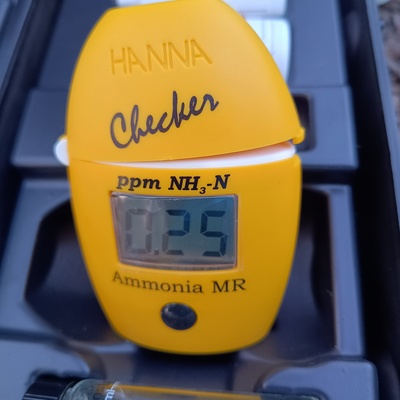 HANNA
Checker
ppm NH₃-N
0.25
Ammonia MR